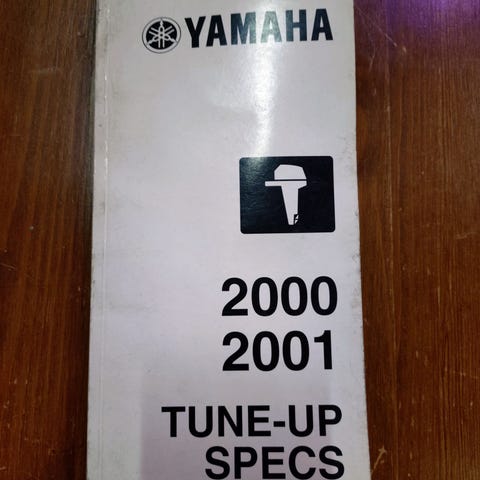 YAMAHA
2000
2001
TUNE-UP
SPECS